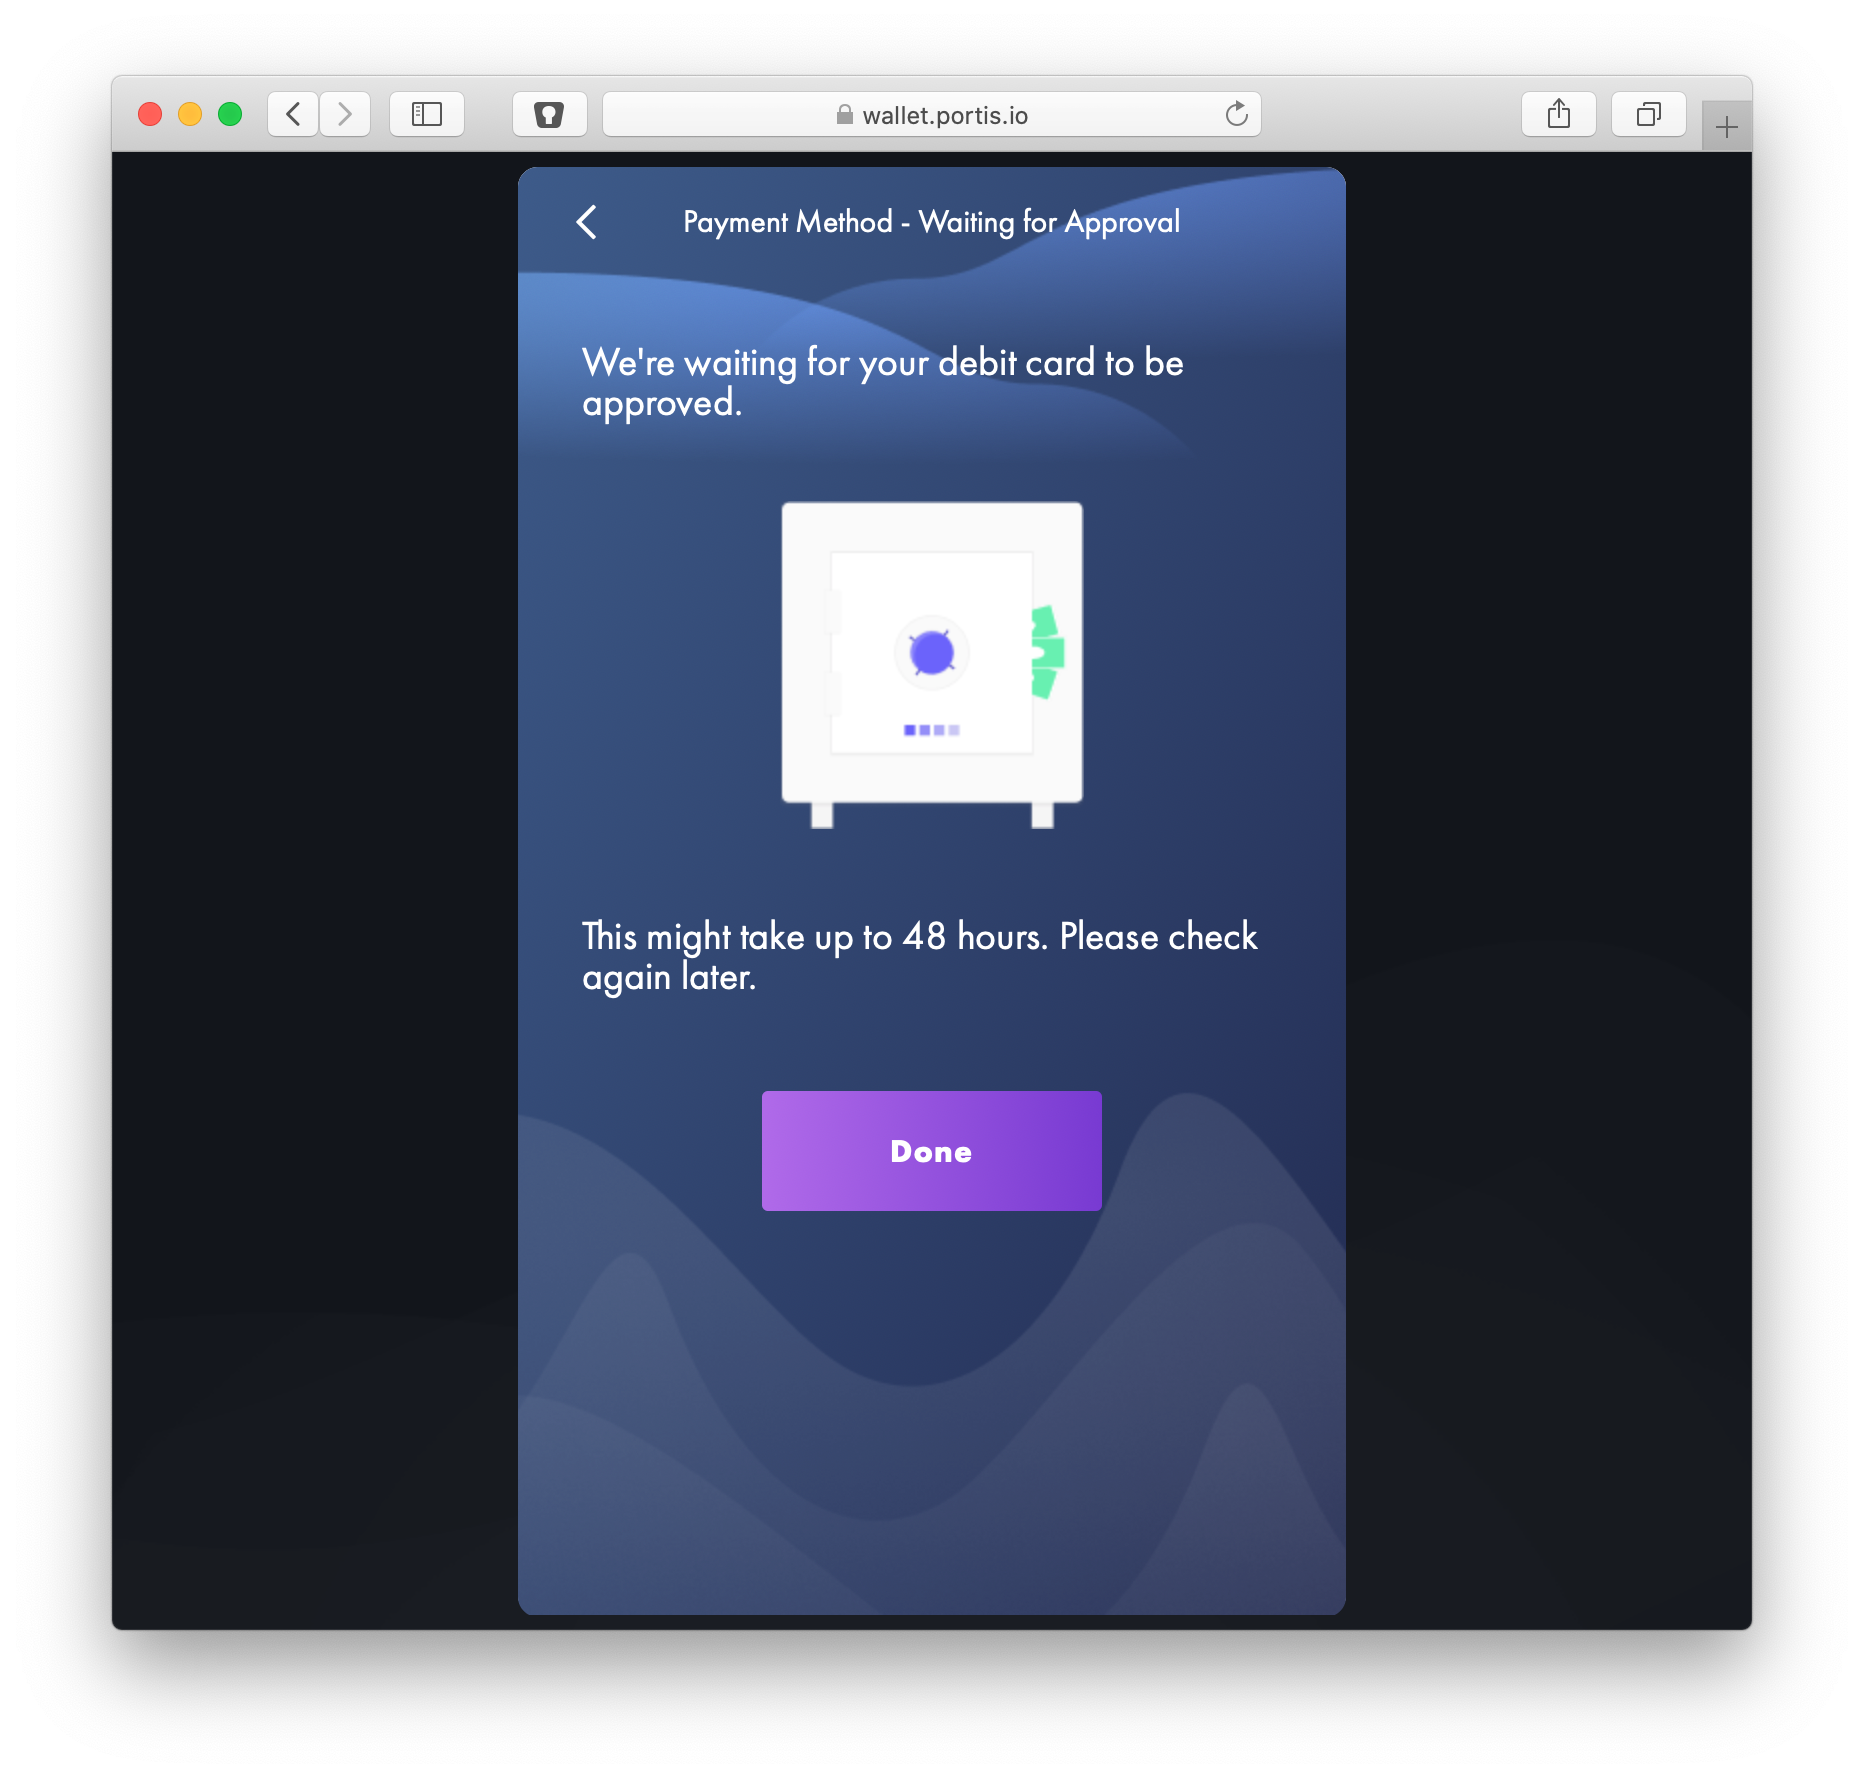 wallet.portis.io
Payment Method - Waiting for Approval
We're waiting for your debit card to be
approved.
This might take up to 48 hours. Please check
again later.
Done